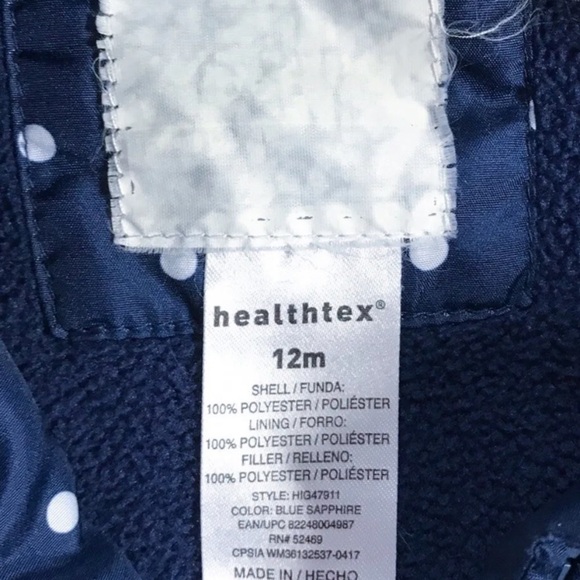 healthtex®
12m
SHELL / FUNDA:
100% POLYESTER / POLIÉSTER
LINING / FORRO:
100% POLYESTER / POLIÉSTER
FILLER / RELLENO:
100% POLYESTER / POLIÉSTER
STYLE: HIG47911
COLOR: BLUE SAPPHIRE
EAN/UPC 82248004987
RN# 52469
CPSIA WM36132537-0417
MADE IN / HECHO